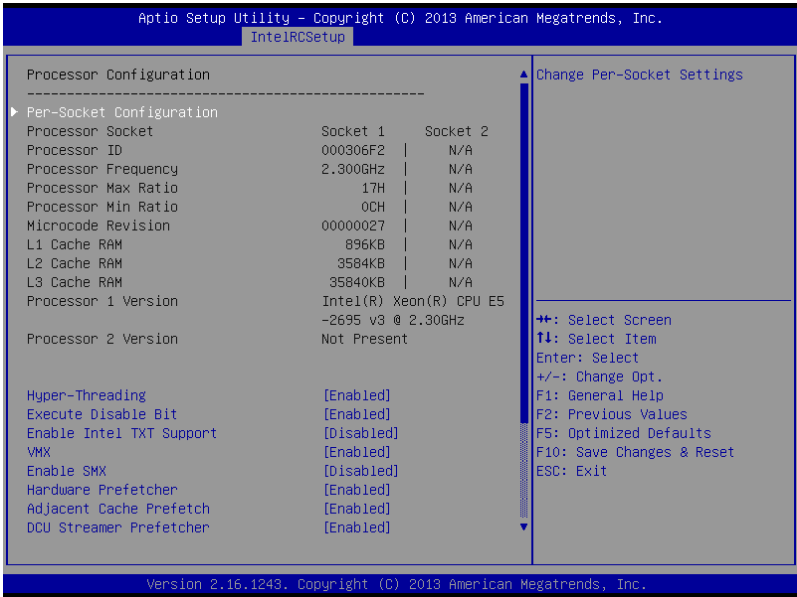 Aptio Setup Utility – Copyright (C) 2013 American Megatrends, Inc.
IntelRCSetup
Processor Configuration
--------------------------------------------------
Per-Socket Configuration
Processor Socket Socket 1 Socket 2
Processor ID 000306F2 | N/A
Processor Frequency 2.300GHz | N/A
Processor Max Ratio 17H | N/A
Processor Min Ratio 0CH | N/A
Microcode Revision 00000027 | N/A
L1 Cache RAM 896KB | N/A
L2 Cache RAM 3584KB | N/A
L3 Cache RAM 35840KB | N/A
Processor 1 Version Intel(R) Xeon(R) CPU E5
-2695 v3 @ 2.30GHz
Processor 2 Version Not Present
Hyper-Threading [Enabled]
Execute Disable Bit [Enabled]
Enable Intel TXT Support [Disabled]
VMX [Enabled]
Enable SMX [Disabled]
Hardware Prefetcher [Enabled]
Adjacent Cache Prefetch [Enabled]
DCU Streamer Prefetcher [Enabled]
Change Per-Socket Settings
→←: Select Screen
↑↓: Select Item
Enter: Select
+/-: Change Opt.
F1: General Help
F2: Previous Values
F5: Optimized Defaults
F10: Save Changes & Reset
ESC: Exit
Version 2.16.1243. Copyright (C) 2013 American Megatrends, Inc.